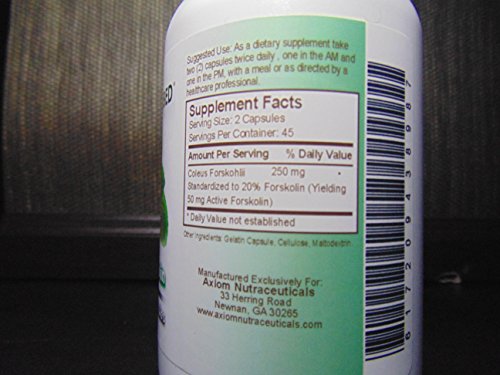 Suggested Use: As a dietary supplement take
two (2) capsules twice daily , one in the AM and
one in the PM, with a meal or as directed by a
healthcare professional.
Supplement Facts
Serving Size: 2 Capsules
Servings Per Container: 45
Amount Per Serving % Daily Value
Coleus Forskohlii 250 mg *
Standardized to 20% Forskolin (Yielding
50 mg Active Forskolin)
* Daily Value not established
Other Ingredients: Gelatin Capsule, Cellulose, Maltodextrin.
Manufactured Exclusively For:
Axiom Nutraceuticals
33 Herring Road
Newnan, GA 30265
www.axiomnutraceuticals.com